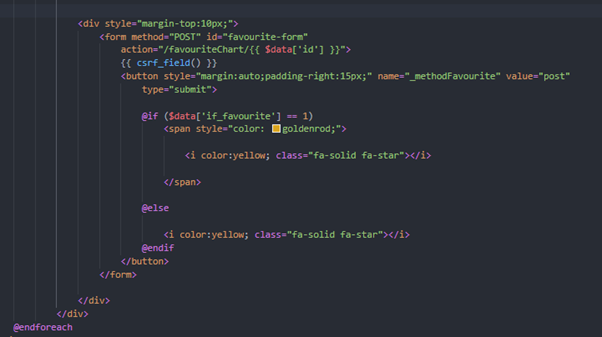 <div style="margin-top:10px;">
<form method="POST" id="favourite-form"
action="/favouriteChart/{{ $data['id'] }}">
{{ csrf_field() }}
<button style="margin:auto;padding-right:15px;" name="_methodFavourite" value="post"
type="submit">
@if ($data['if_favourite'] == 1)
<span style="color: goldenrod;">
<i color:yellow; class="fa-solid fa-star"></i>
</span>
@else
<i color:yellow; class="fa-solid fa-star"></i>
@endif
</button>
</form>
</div>
</div>
@endforeach